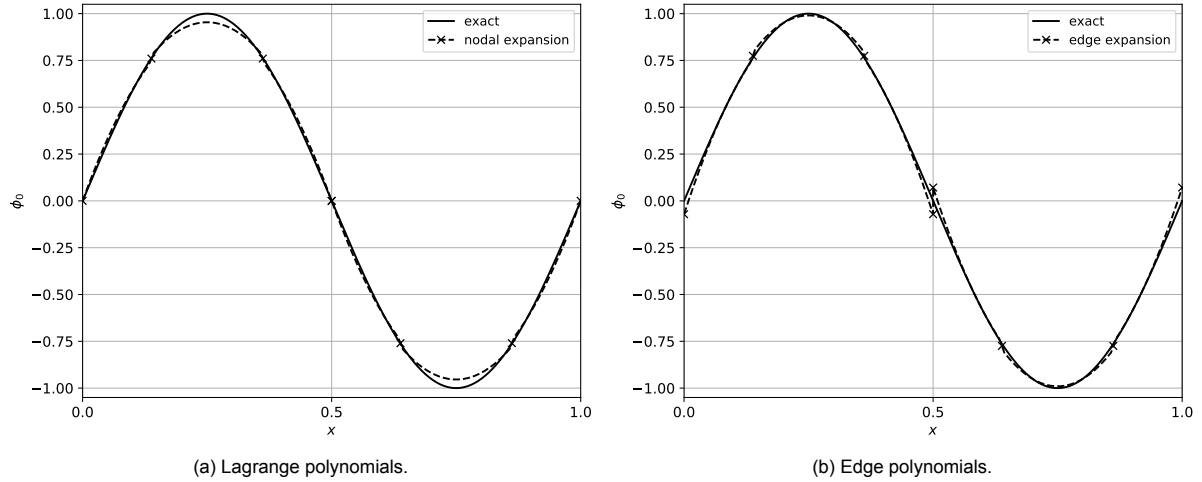 1.00
0.75
0.50
0.25
0.00
−0.25
−0.50
−0.75
−1.00
ϕ₀
0.0
0.5
1.0
x
exact
nodal expansion
(a) Lagrange polynomials.
1.00
0.75
0.50
0.25
0.00
−0.25
−0.50
−0.75
−1.00
ϕ₀
0.0
0.5
1.0
x
exact
edge expansion
(b) Edge polynomials.